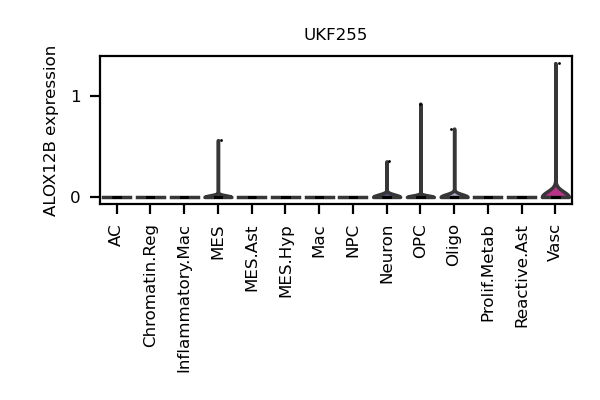 UKF255
ALOX12B expression
1
0
AC
Chromatin.Reg
Inflammatory.Mac
MES
MES.Ast
MES.Hyp
Mac
NPC
Neuron
OPC
Oligo
Prolif.Metab
Reactive.Ast
Vasc